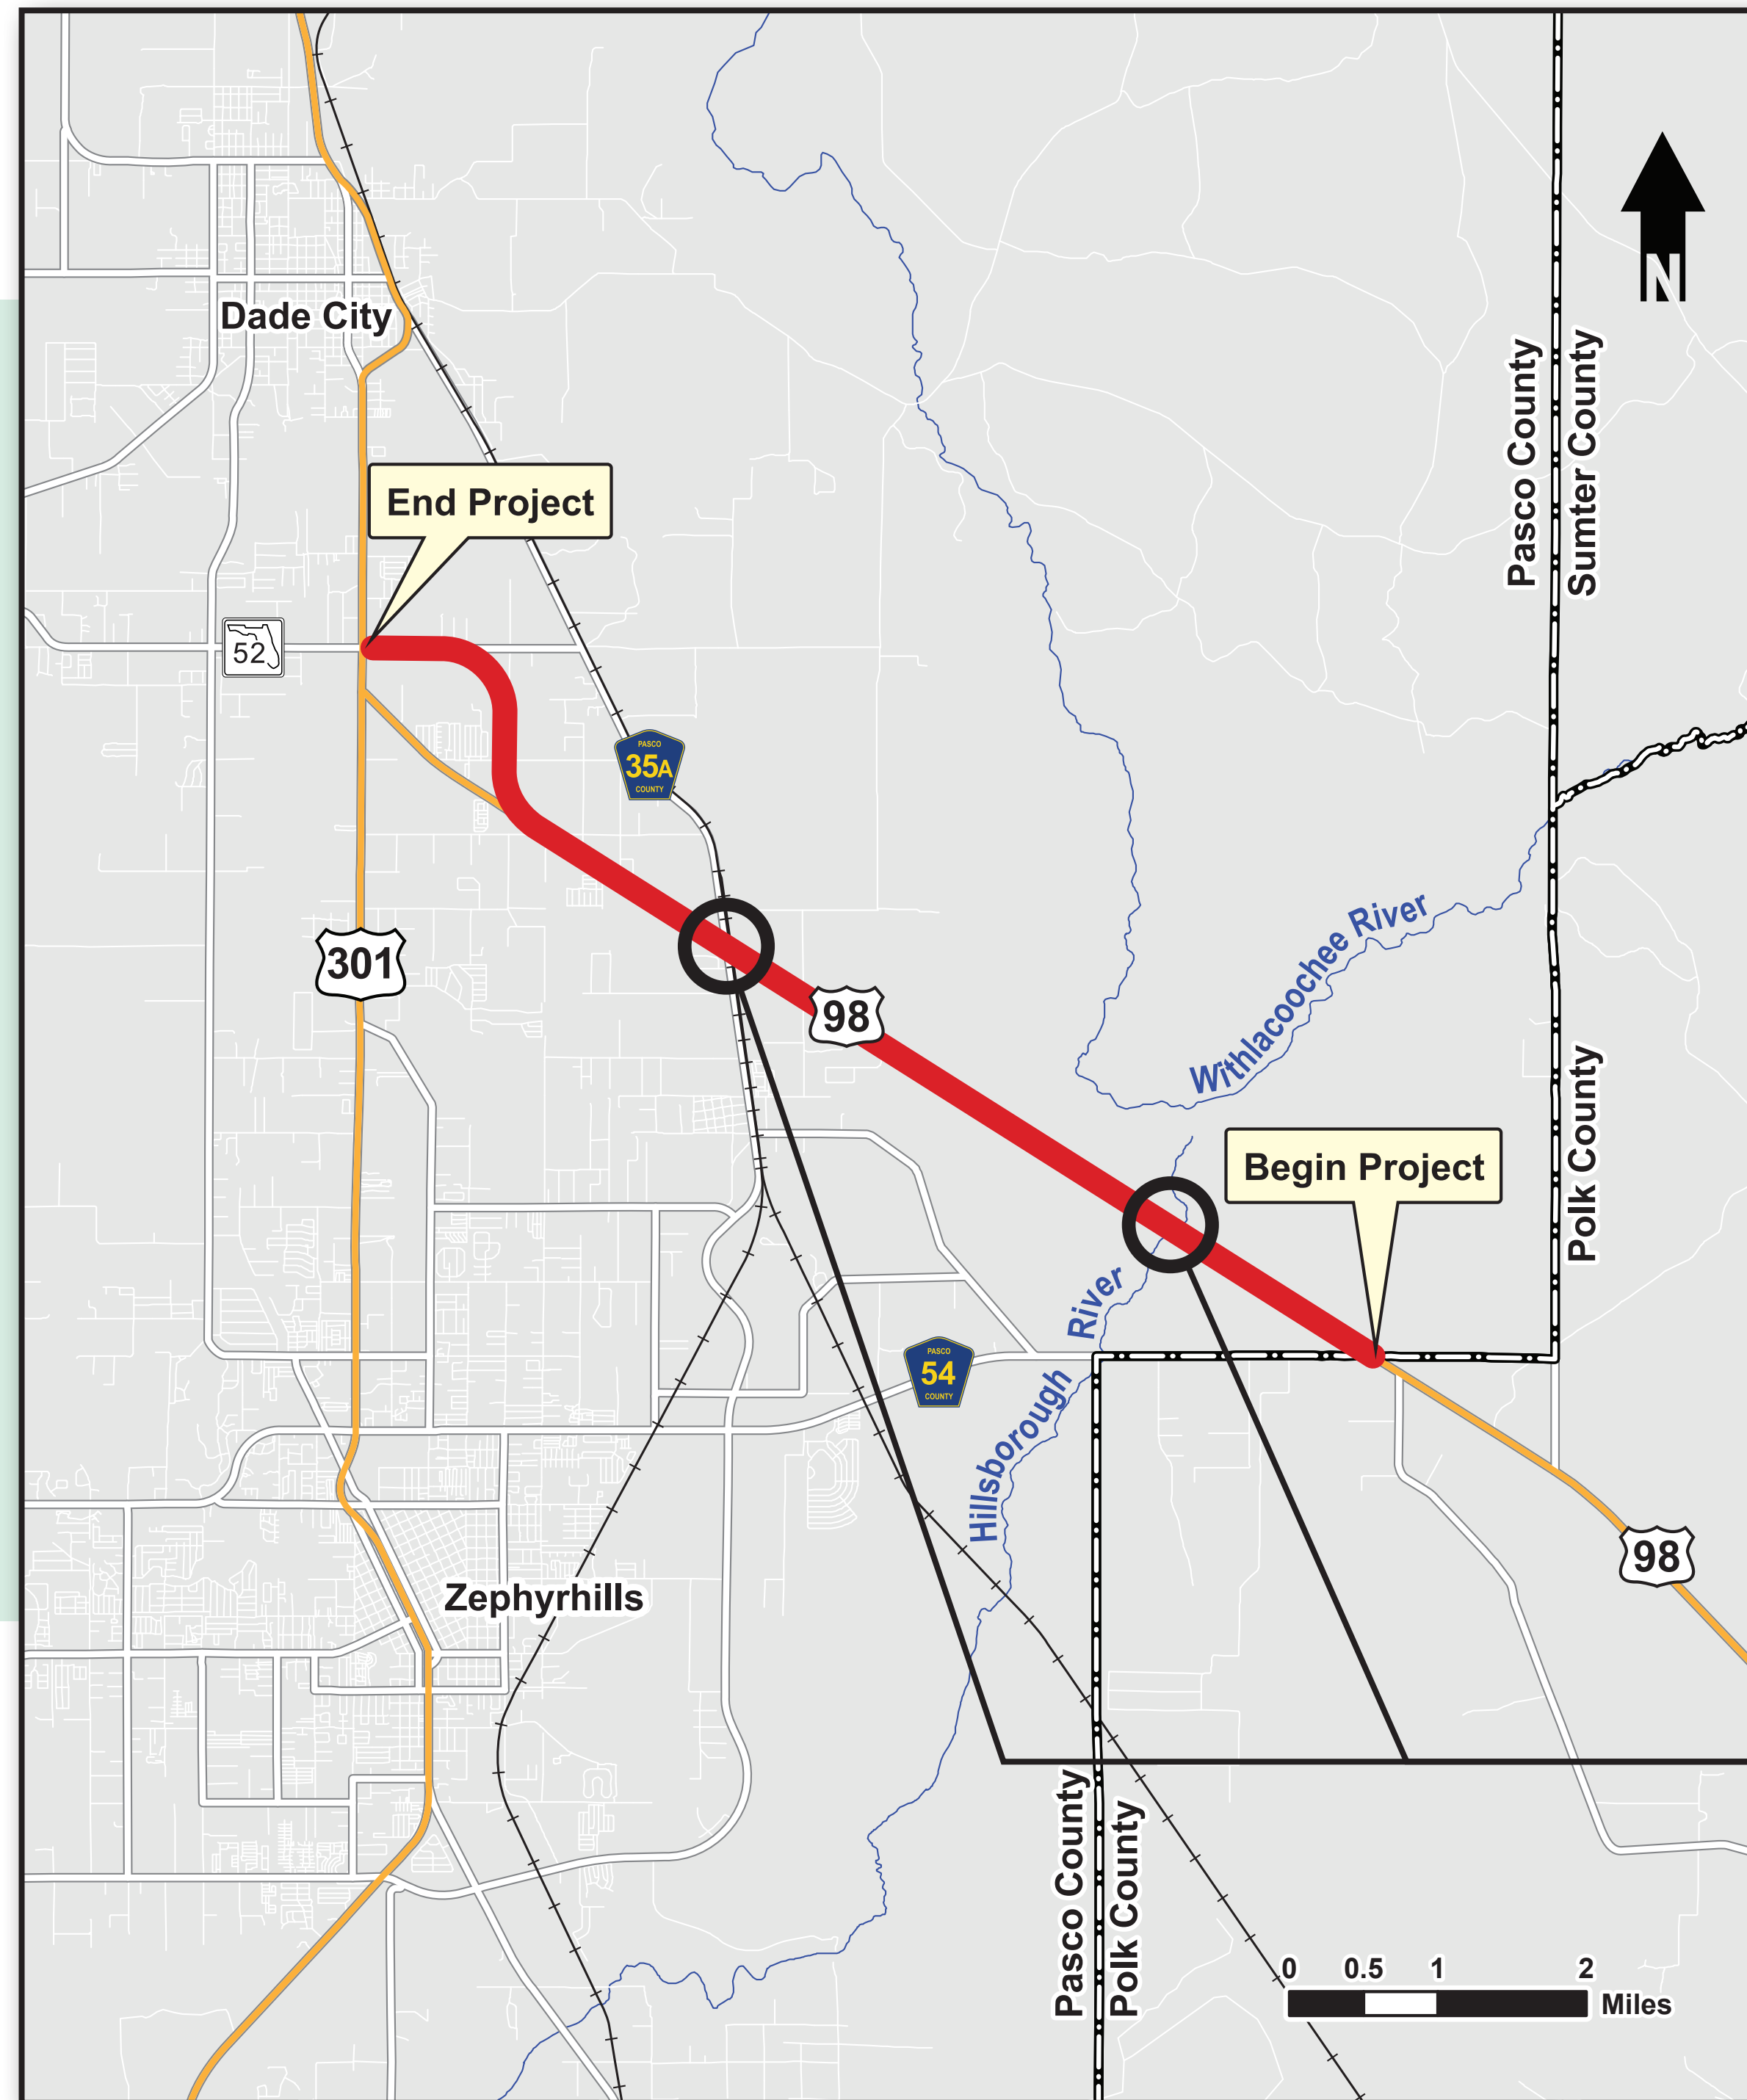 N
Dade City
Pasco County
Sumter County
End Project
52
PASCO
35A
COUNTY
301
98
Withlacoochee River
Polk County
Begin Project
River
Hillsborough
PASCO
54
COUNTY
98
Zephyrhills
Pasco County
Polk County
0 0.5 1 2
Miles